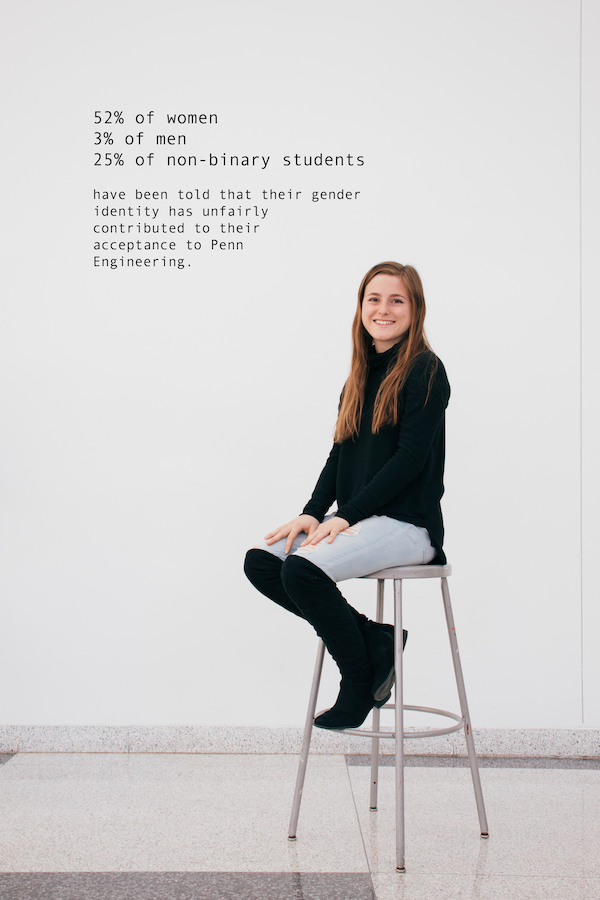 52% of women
3% of men
25% of non-binary students
have been told that their gender
identity has unfairly
contributed to their
acceptance to Penn
Engineering.